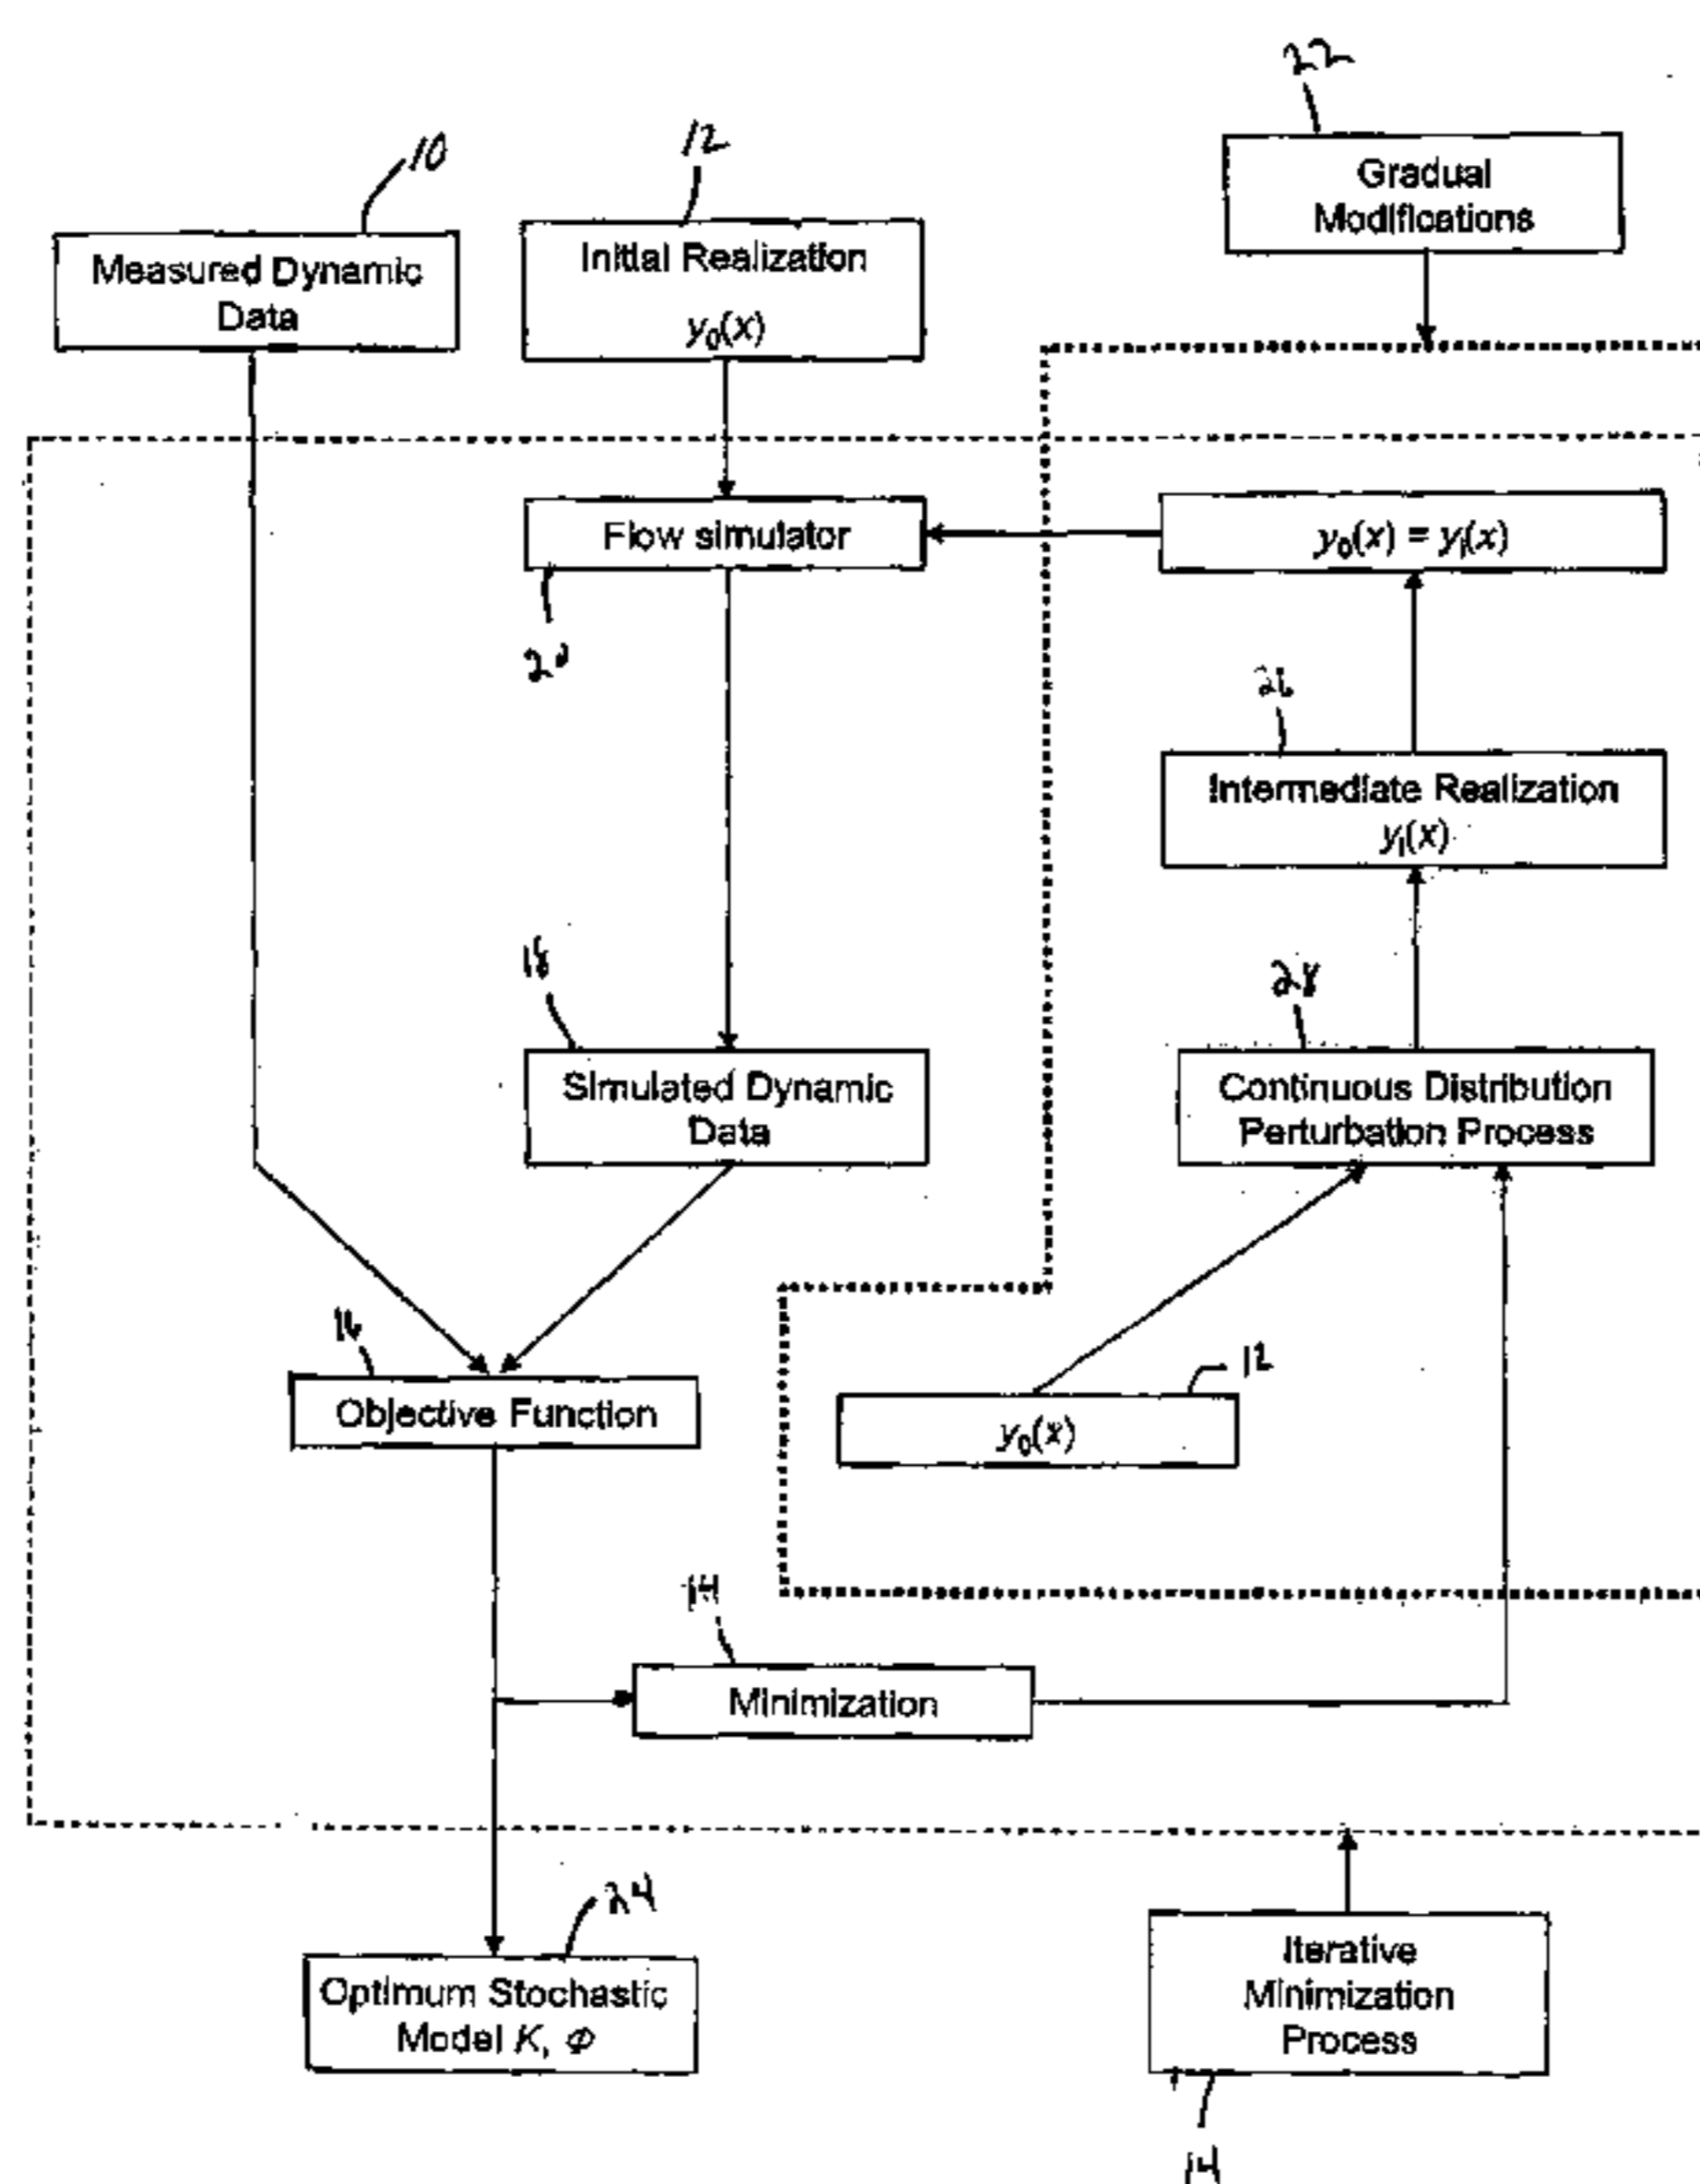 22
10
12
Gradual
Modifications
Measured Dynamic
Data
Initial Realization
y₀(x)
Flow simulator
y₀(x) = yᵢ(x)
20
26
Intermediate Realization
yᵢ(x)
18
28
Simulated Dynamic
Data
Continuous Distribution
Perturbation Process
16
12
Objective Function
y₀(x)
14
Minimization
24
Optimum Stochastic
Model K, Φ
Iterative
Minimization
Process
14